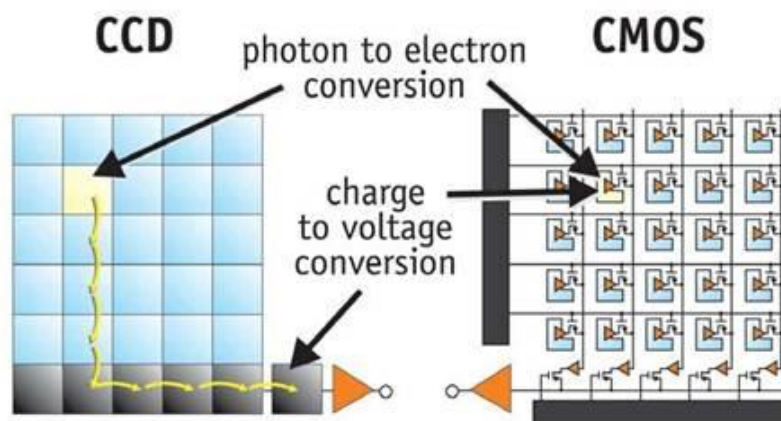 CCD
CMOS
photon to electron
conversion
charge
to voltage
conversion